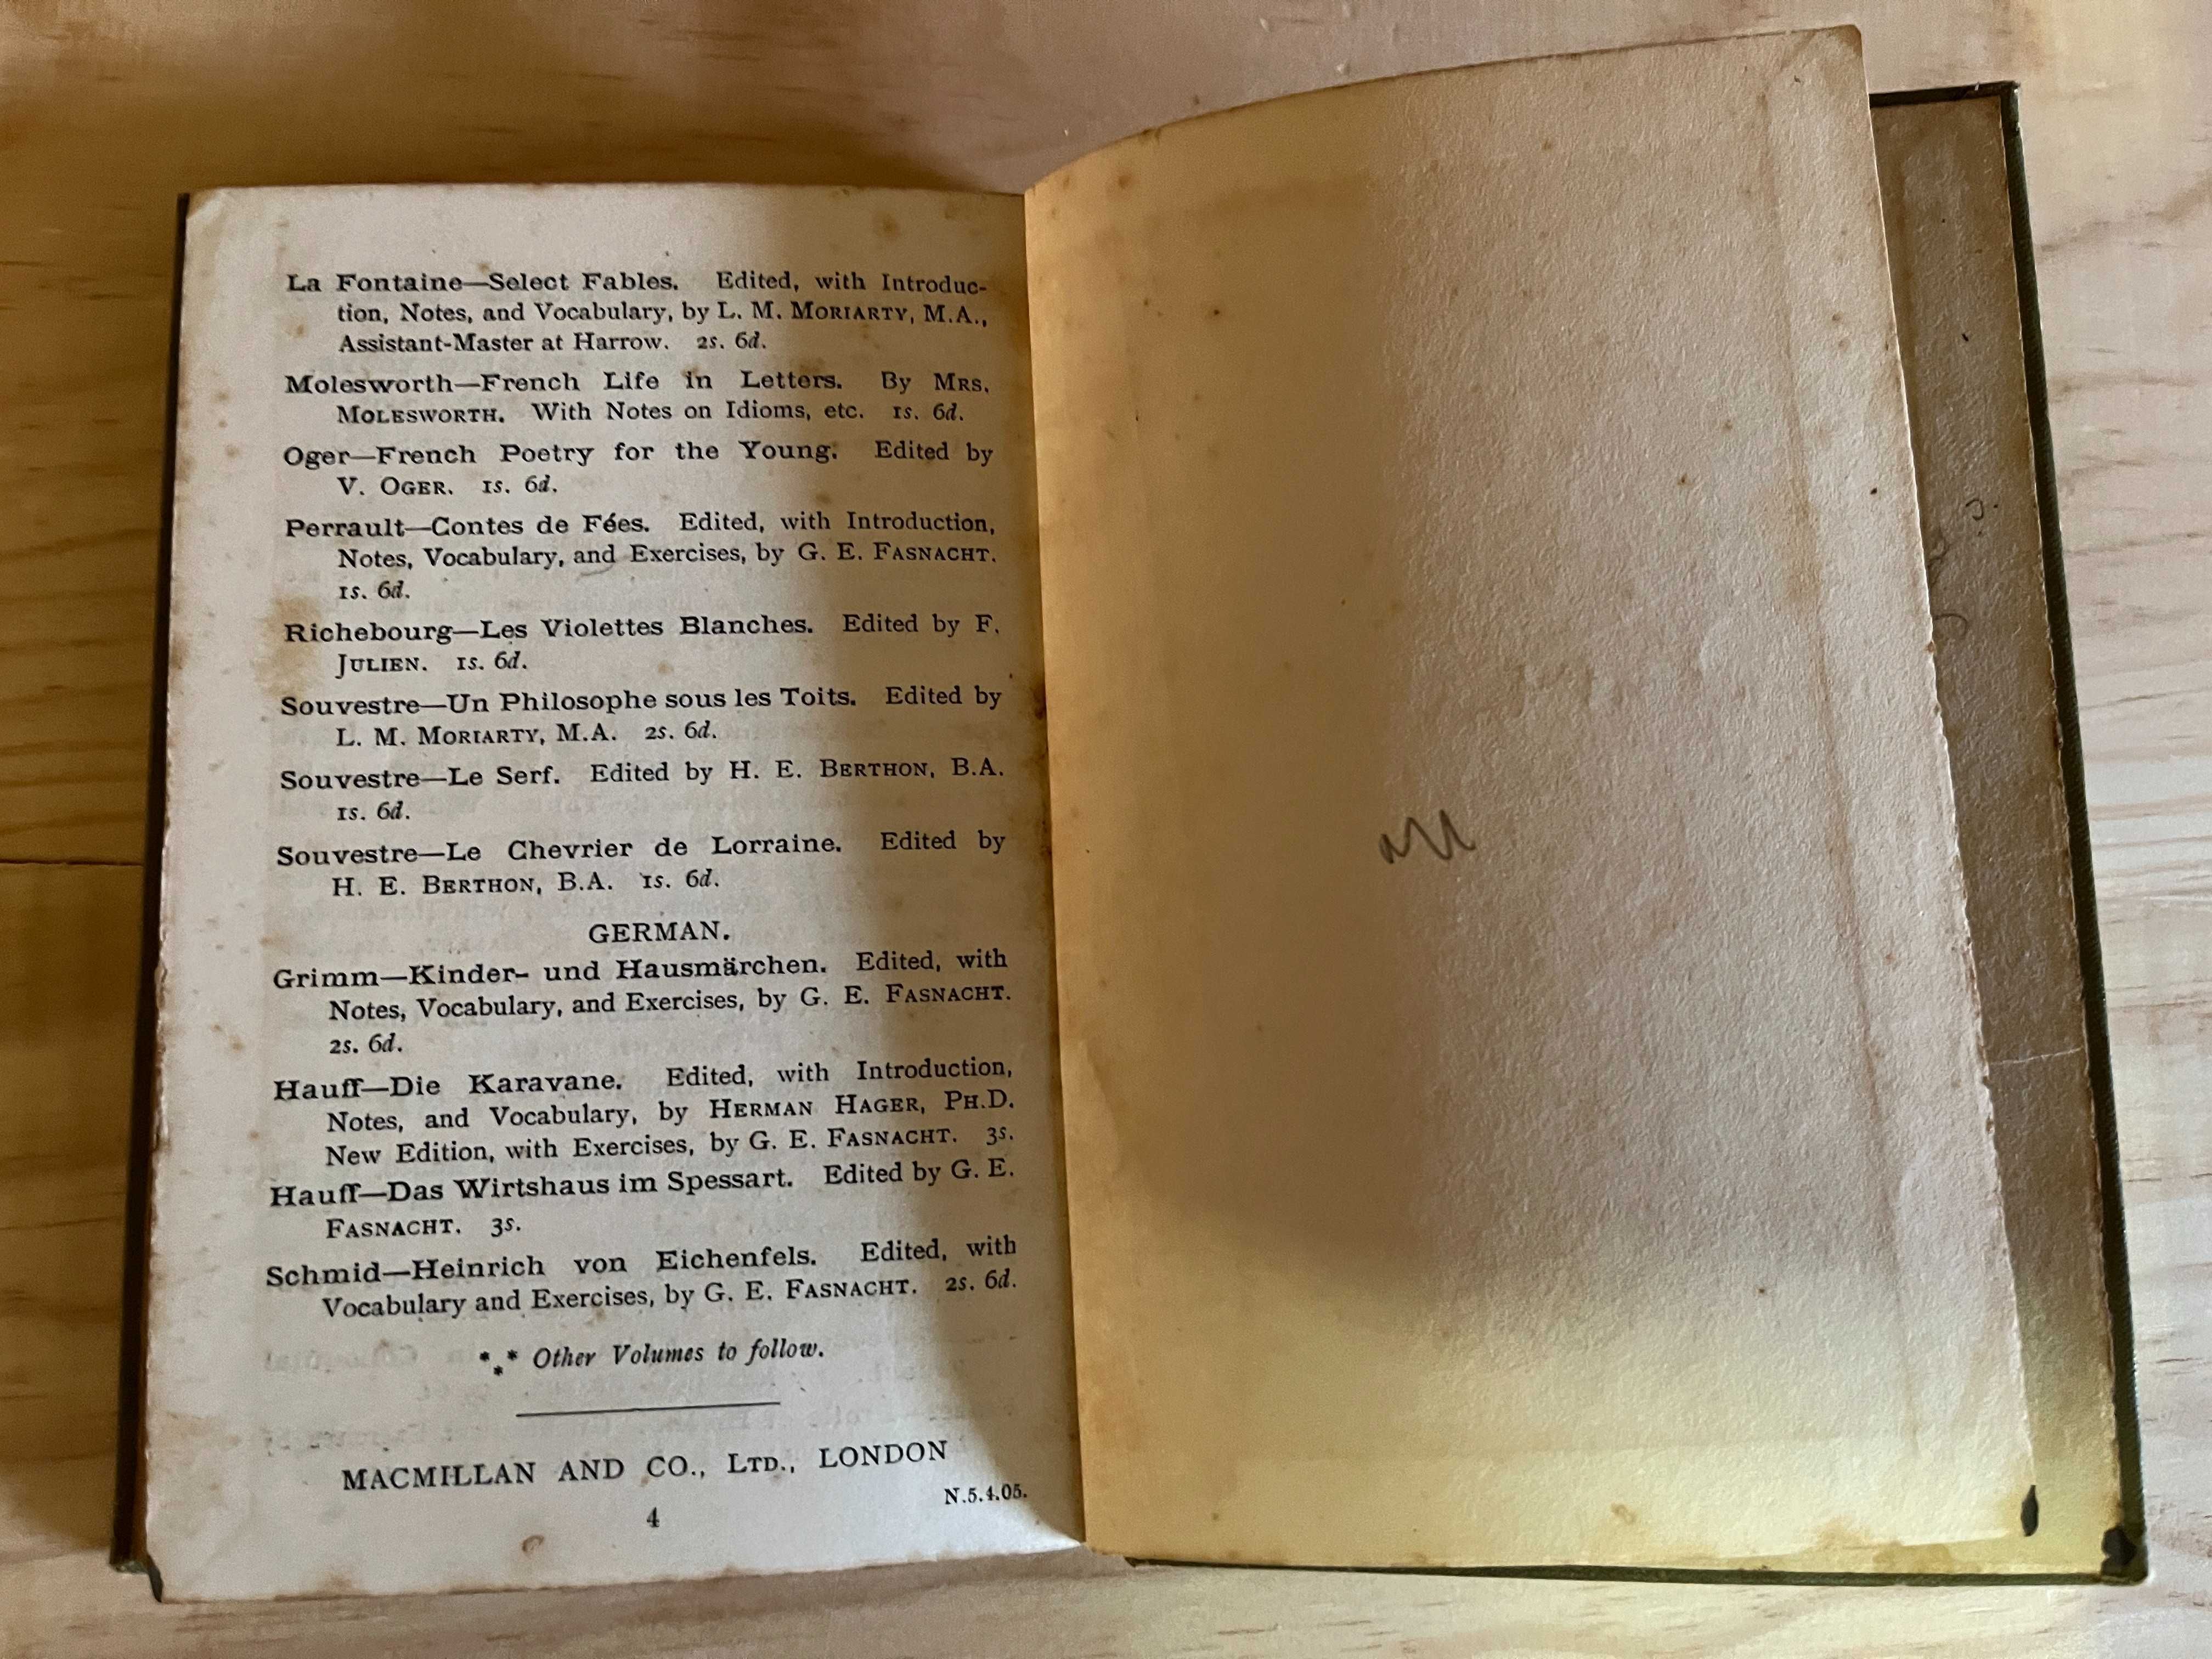 La Fontaine—Select Fables. Edited, with Introduc-
tion, Notes, and Vocabulary, by L. M. MORIARTY, M.A.,
Assistant-Master at Harrow. 2s. 6d.
Molesworth—French Life in Letters. By MRS.
MOLESWORTH. With Notes on Idioms, etc. 1s. 6d.
Oger—French Poetry for the Young. Edited by
V. OGER. 1s. 6d.
Perrault—Contes de Fées. Edited, with Introduction,
Notes, Vocabulary, and Exercises, by G. E. FASNACHT.
1s. 6d.
Richebourg—Les Violettes Blanches. Edited by F.
JULIEN. 1s. 6d.
Souvestre—Un Philosophe sous les Toits. Edited by
L. M. MORIARTY, M.A. 2s. 6d.
Souvestre—Le Serf. Edited by H. E. BERTHON, B.A.
1s. 6d.
Souvestre—Le Chevrier de Lorraine. Edited by
H. E. BERTHON, B.A. 1s. 6d.
GERMAN.
Grimm—Kinder- und Hausmärchen. Edited, with
Notes, Vocabulary, and Exercises, by G. E. FASNACHT.
2s. 6d.
Hauff—Die Karavane. Edited, with Introduction,
Notes, and Vocabulary, by HERMAN HAGER, PH.D.
New Edition, with Exercises, by G. E. FASNACHT. 3s.
Hauff—Das Wirtshaus im Spessart. Edited by G. E.
FASNACHT. 3s.
Schmid—Heinrich von Eichenfels. Edited, with
Vocabulary and Exercises, by G. E. FASNACHT. 2s. 6d.
*** Other Volumes to follow.
MACMILLAN AND CO., LTD., LONDON
N.5.4.05.
4